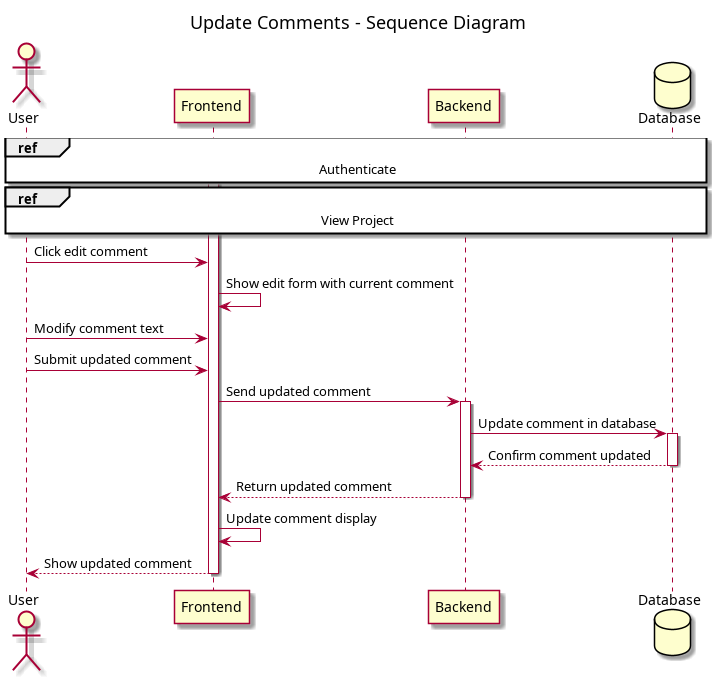 Update Comments - Sequence Diagram
User
Frontend
Backend
Database
ref
Authenticate
ref
View Project
Click edit comment
Show edit form with current comment
Modify comment text
Submit updated comment
Send updated comment
Update comment in database
Confirm comment updated
Return updated comment
Update comment display
Show updated comment
User
Frontend
Backend
Database